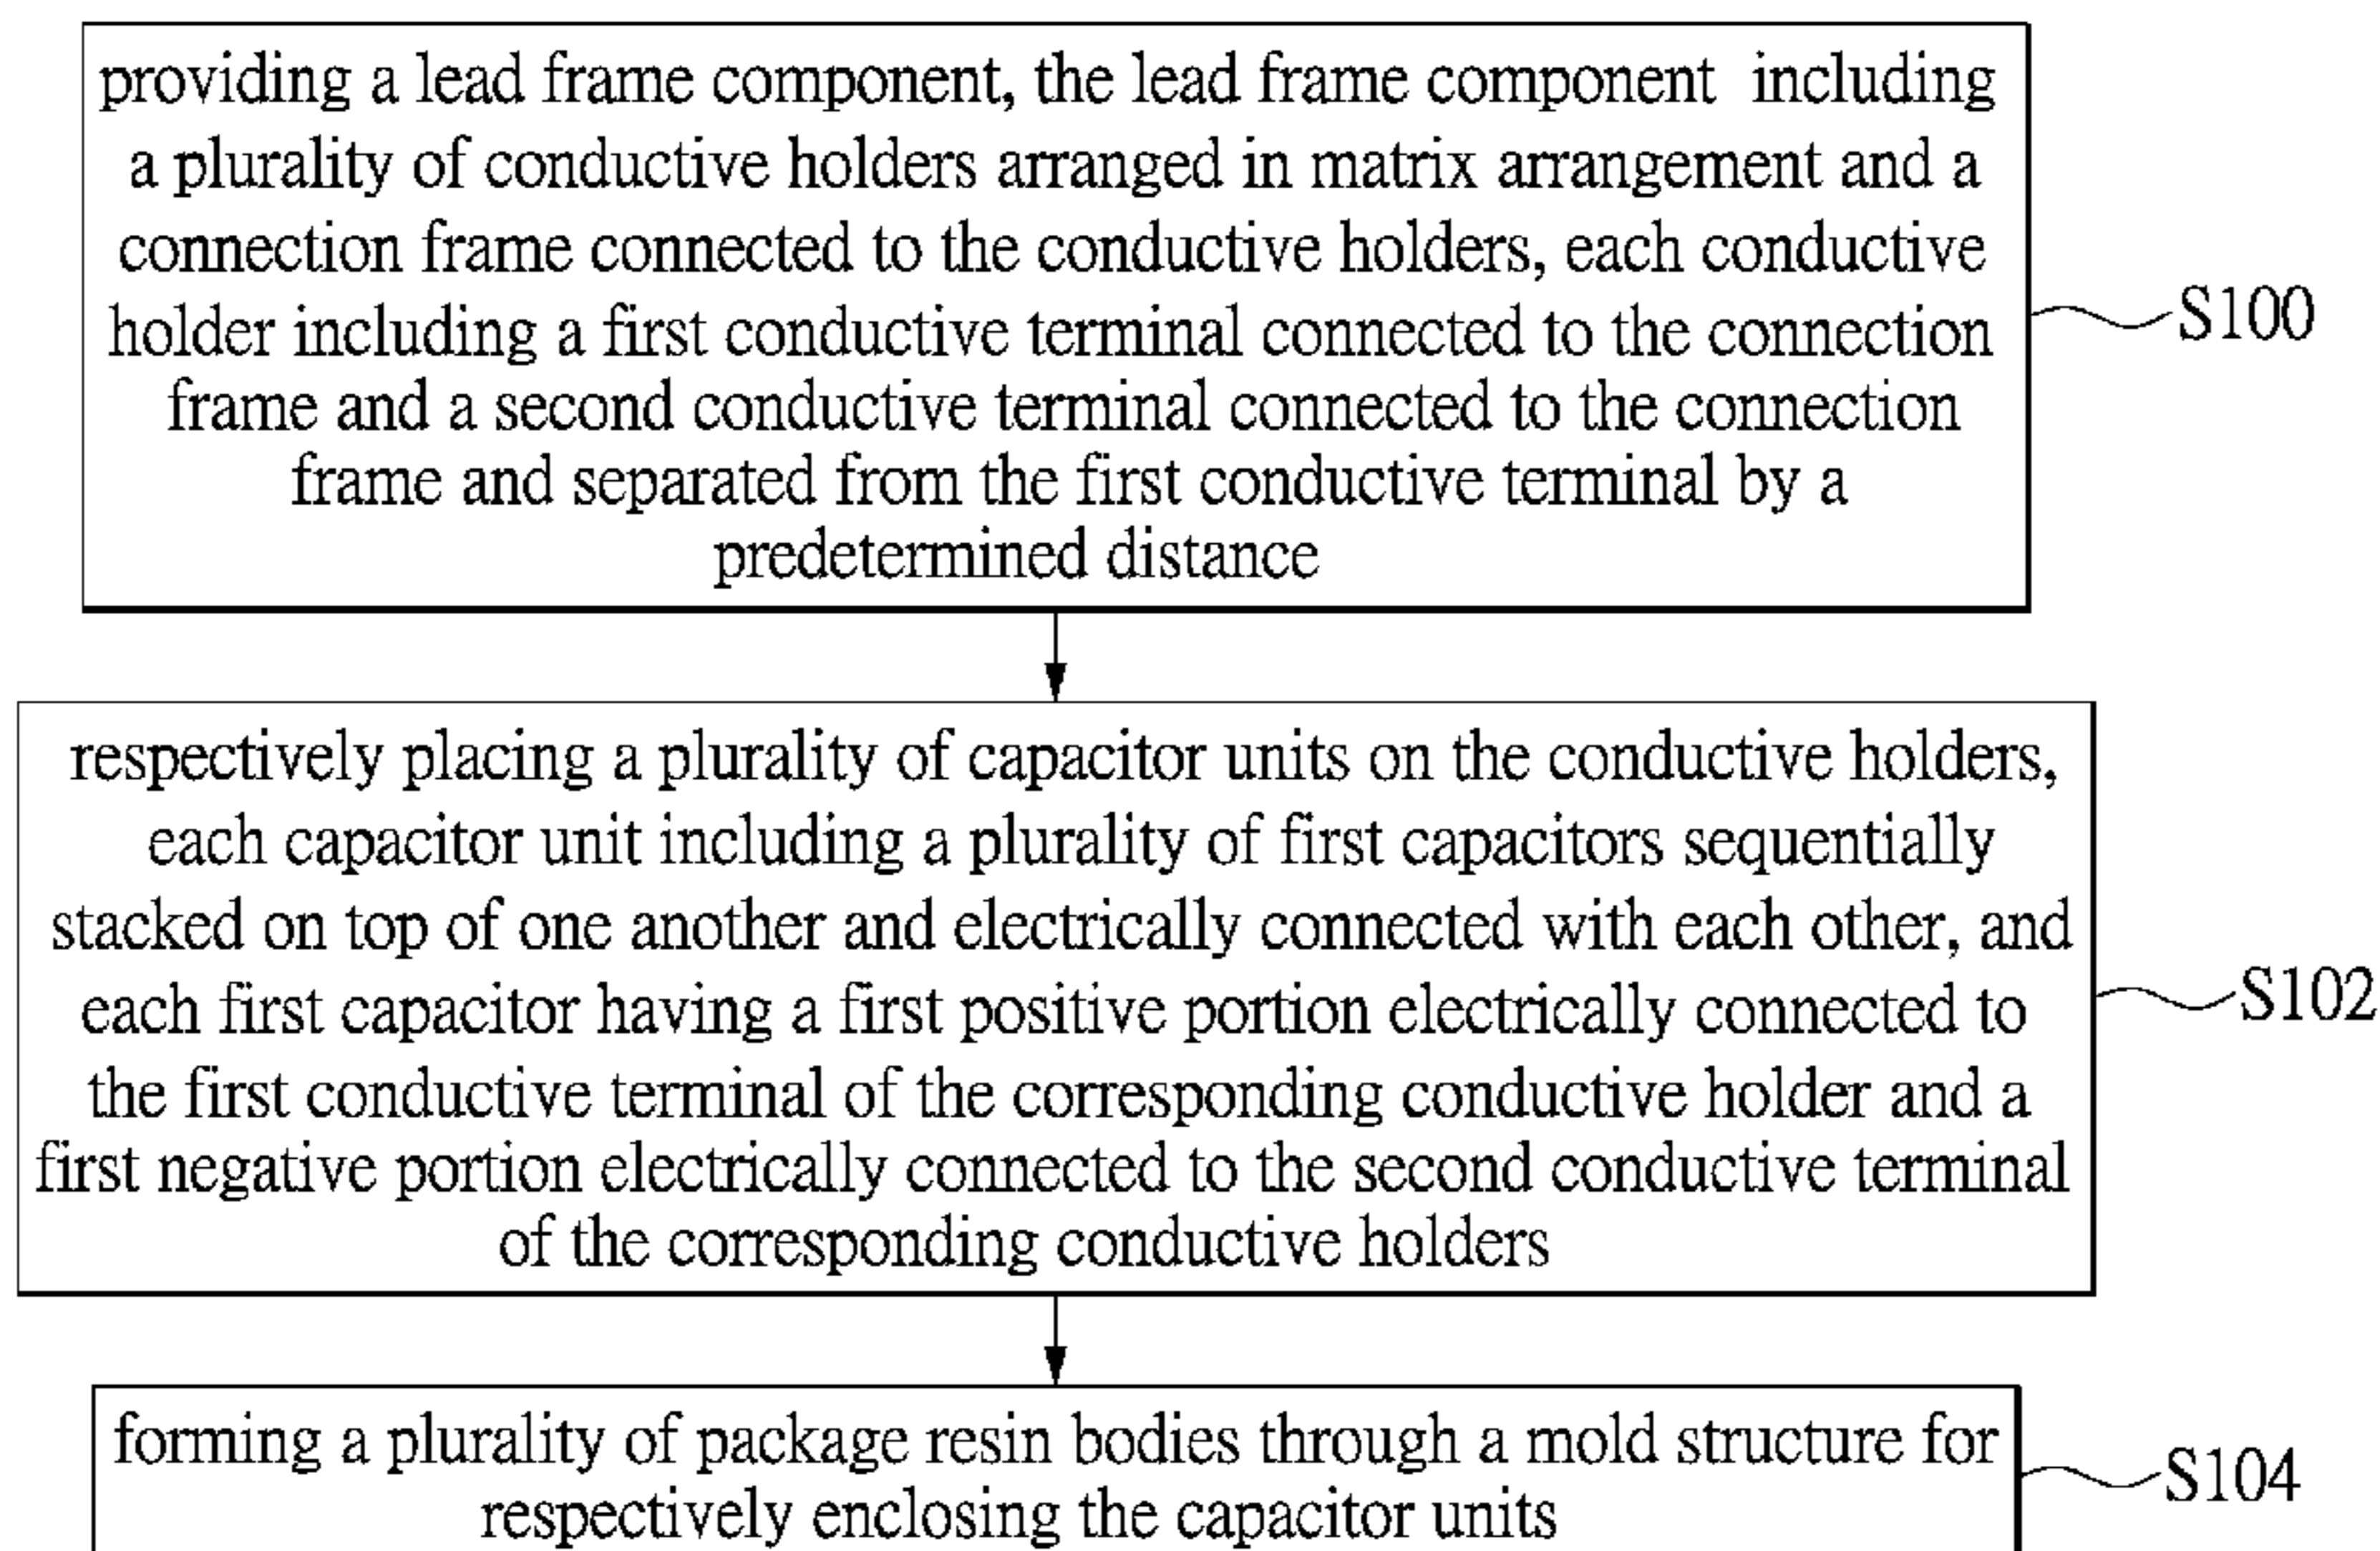 providing a lead frame component, the lead frame component including
a plurality of conductive holders arranged in matrix arrangement and a
connection frame connected to the conductive holders, each conductive
holder including a first conductive terminal connected to the connection
frame and a second conductive terminal connected to the connection
frame and separated from the first conductive terminal by a
predetermined distance
S100
respectively placing a plurality of capacitor units on the conductive holders,
each capacitor unit including a plurality of first capacitors sequentially
stacked on top of one another and electrically connected with each other, and
each first capacitor having a first positive portion electrically connected to
the first conductive terminal of the corresponding conductive holder and a
first negative portion electrically connected to the second conductive terminal
of the corresponding conductive holders
S102
forming a plurality of package resin bodies through a mold structure for
respectively enclosing the capacitor units
S104